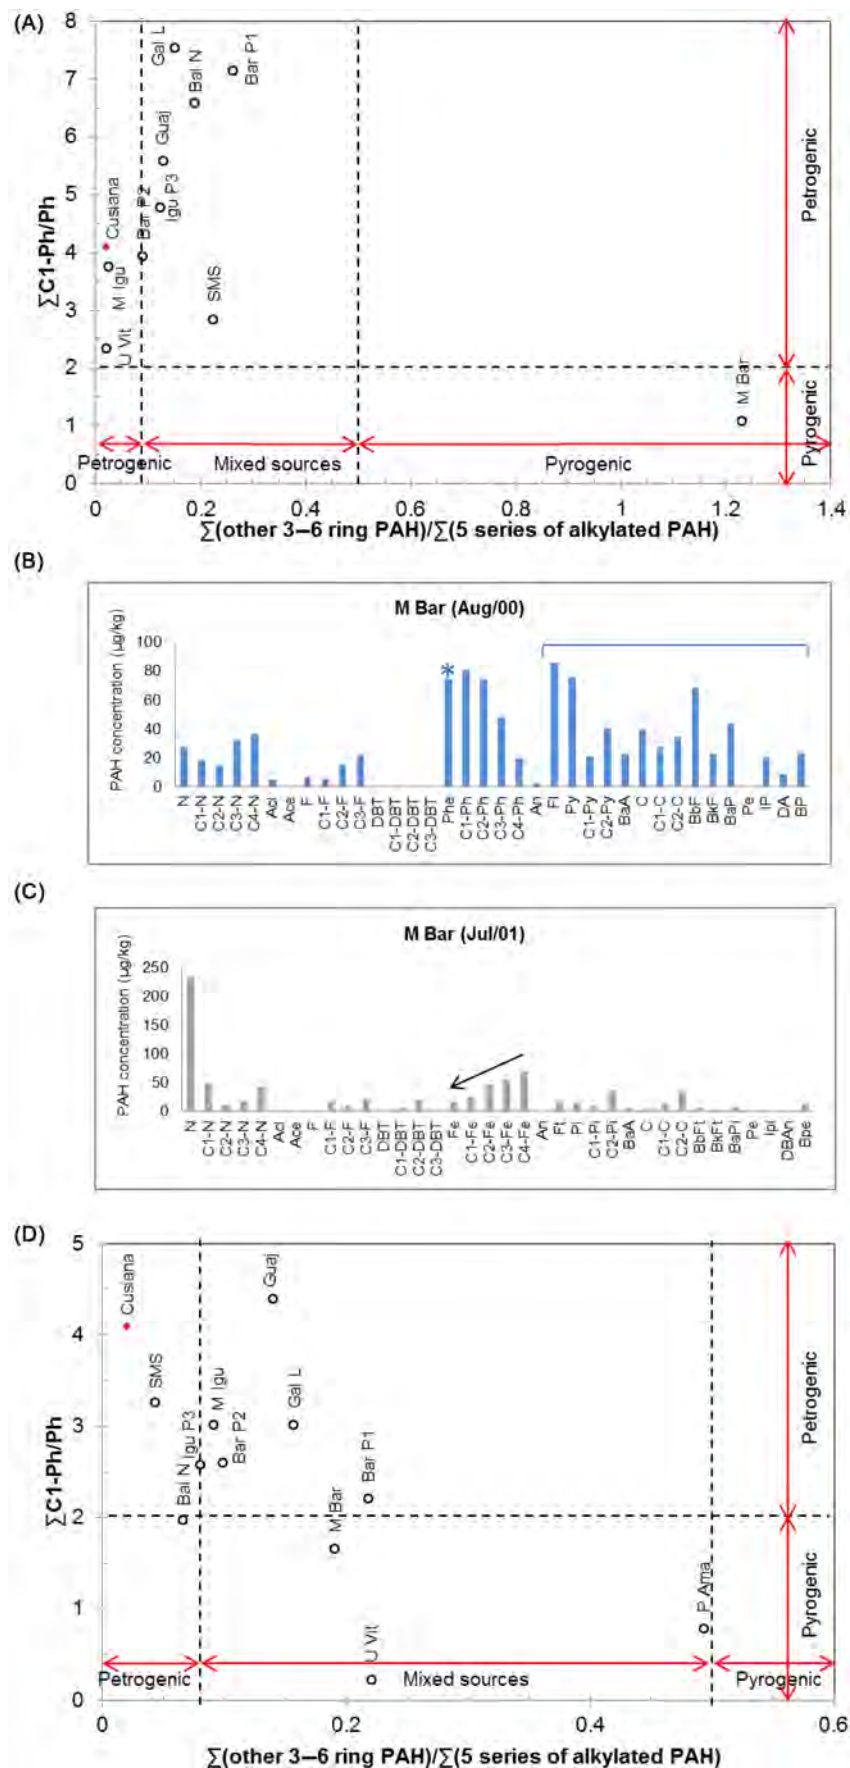 (A)
8
7
6
5
4
3
2
1
0
∑C1-Ph/Ph
Gal L
Bal N
Bar P1
Guaj
Igu P3
Bar P2
Cusiana
M Igu
U Vit
SMS
M Bar
Petrogenic
Pyrogenic
Petrogenic
Mixed sources
Pyrogenic
0
0.2
0.4
0.6
0.8
1
1.2
1.4
∑(other 3–6 ring PAH)/∑(5 series of alkylated PAH)
(B)
M Bar (Aug/00)
PAH concentration (µg/kg)
100
80
60
40
20
0
*
N
C1-N
C2-N
C3-N
C4-N
Acl
Ace
F
C1-F
C2-F
C3-F
DBT
C1-DBT
C2-DBT
C3-DBT
Phe
C1-Ph
C2-Ph
C3-Ph
C4-Ph
An
Fl
Py
C1-Py
C2-Py
BaA
C
C1-C
C2-C
BbF
BkF
BaP
Pe
IP
DA
BP
(C)
M Bar (Jul/01)
PAH concentration (µg/kg)
250
200
150
100
50
0
N
C1-N
C2-N
C3-N
C4-N
Acl
Ace
F
C1-F
C2-F
C3-F
DBT
C1-DBT
C2-DBT
C3-DBT
Fe
C1-Fe
C2-Fe
C3-Fe
C4-Fe
An
Ft
Pi
C1-Pi
C2-Pi
BaA
C
C1-C
C2-C
BbFt
BkFt
BaPi
Pe
Ipi
DBAn
Bpe
(D)
5
4
3
2
1
0
∑C1-Ph/Ph
Cusiana
SMS
Bal N
Igu P3
M Igu
Bar P2
Guaj
Gal L
M Bar
Bar P1
U Vit
P Ama
Petrogenic
Pyrogenic
Petrogenic
Mixed sources
Pyrogenic
0
0.2
0.4
0.6
∑(other 3–6 ring PAH)/∑(5 series of alkylated PAH)